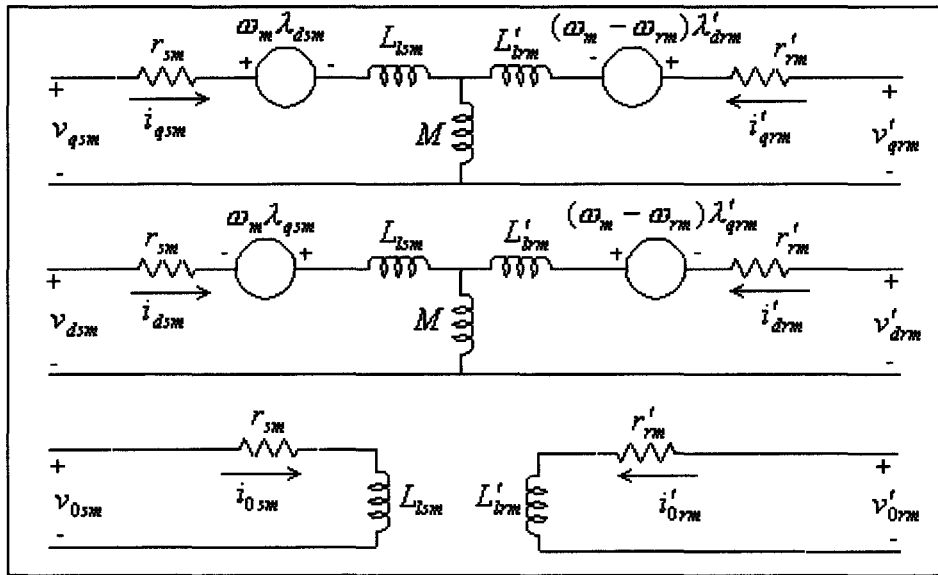 ω_m λ_dsm (ω_m − ω_rm) λ'_drm
r_sm + - L_lsm L'_lrm - + r'_rm
+ i_qsm M i'_qrm +
v_qsm v'_qrm
- -
ω_m λ_qsm (ω_m − ω_rm) λ'_qrm
r_sm - + L_lsm L'_lrm + - r'_rm
+ i_dsm M i'_drm +
v_dsm v'_drm
- -
r_sm r'_rm
+ i_0sm i'_0rm +
v_0sm L_lsm L'_lrm v'_0rm
- -